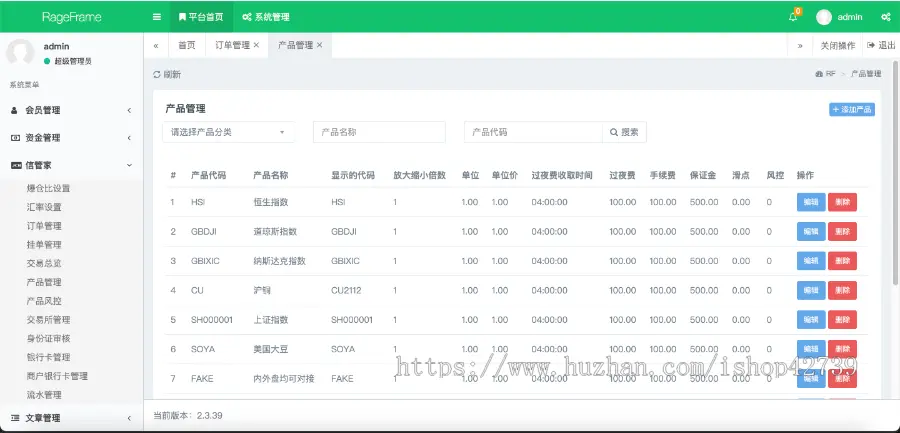 RageFrame 平台首页 系统管理 8 admin
admin
超级管理员
系统菜单
会员管理
资金管理
信管家
爆仓比设置
汇率设置
订单管理
挂单管理
交易总览
产品管理
产品风控
交易所管理
身份证审核
银行卡管理
商户银行卡管理
流水管理
文章管理
« 首页 订单管理 × 产品管理 × » 关闭操作 退出
刷新 RF > 产品管理
产品管理 + 添加产品
请选择产品分类 产品名称 产品代码 搜索
# 产品代码 产品名称 显示的代码 放大缩小倍数 单位 单位价 过夜费收取时间 过夜费 手续费 保证金 滑点 风控 操作
1 HSI 恒生指数 HSI 1 1.00 1.00 04:00:00 100.00 100.00 500.00 0.00 0 编辑 删除
2 GBDJI 道琼斯指数 GBDJI 1 1.00 1.00 04:00:00 100.00 100.00 500.00 0.00 0 编辑 删除
3 GBIXIC 纳斯达克指数 GBIXIC 1 1.00 1.00 04:00:00 100.00 100.00 500.00 0.00 0 编辑 删除
4 CU 沪铜 CU2112 1 1.00 1.00 04:00:00 100.00 100.00 500.00 0.00 0 编辑 删除
5 SH000001 上证指数 SH000001 1 1.00 1.00 04:00:00 100.00 100.00 500.00 0.00 0 编辑 删除
6 SOYA 美国大豆 SOYA 1 1.00 1.00 04:00:00 100.00 100.00 500.00 0.00 0 编辑 删除
https://www.huzhan.com/ishop42739
7 FAKE 内外盘均可对接 FAKE 1 1.00 1.00 04:00:00 100.00 100.00 500.00 0.00 0 编辑 删除
当前版本：2.3.39